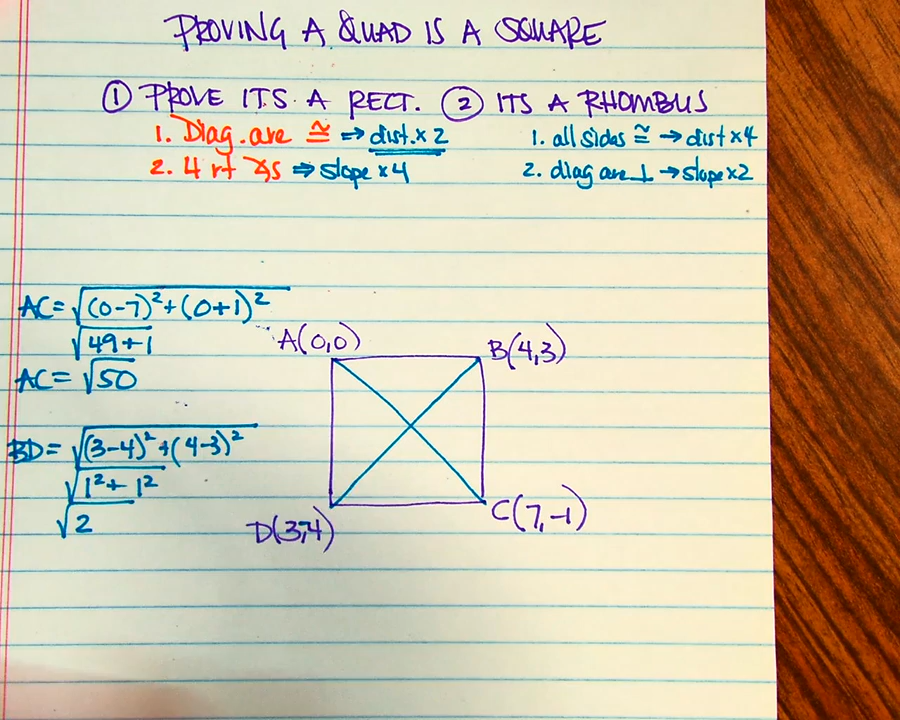 PROVING A QUAD IS A SQUARE
① PROVE ITS A RECT. ② ITS A RHOMBUS
1. Diag. are ≅ ⇒ dist. x 2
1. all sides ≅ → dist x 4
2. 4 rt ∡s ⇒ slope x 4
2. diag are ⊥ → slope x 2
AC = √(0-7)² + (0+1)²
√49+1
AC = √50
A(0,0)
B(4,3)
BD = √(3-4)² + (4-3)²
√1² + 1²
√2
D(3,4)
C(7,-1)